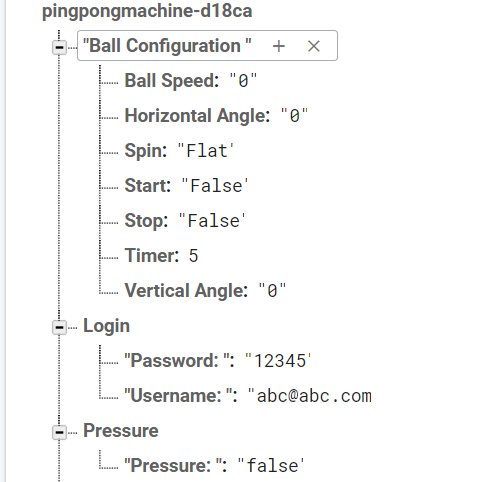 pingpongmachine-d18ca
"Ball Configuration "
Ball Speed: "0"
Horizontal Angle: "0"
Spin: "Flat'
Start: "False'
Stop: "False'
Timer: 5
Vertical Angle: "0"
Login
"Password: ": "12345'
"Username: ": "abc@abc.com
Pressure
"Pressure: ": "false'